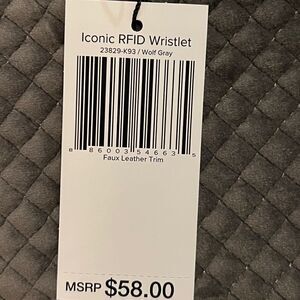 Iconic RFID Wristlet
23829-K93 / Wolf Gray
8 86003 54663 5
Faux Leather Trim
MSRP $58.00